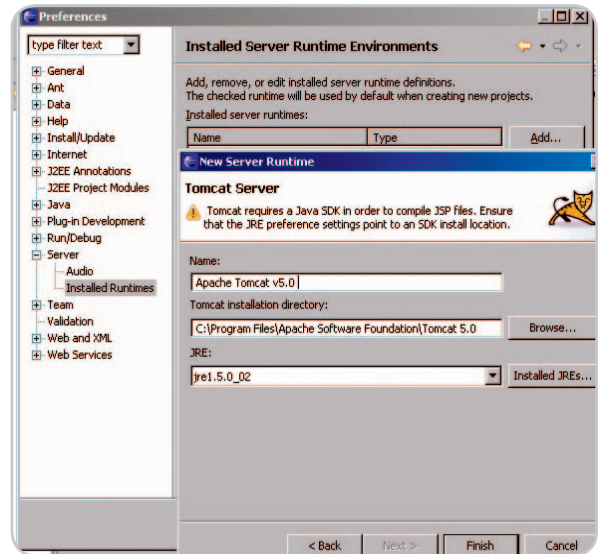 Preferences
type filter text
General
Ant
Data
Help
Install/Update
Internet
J2EE Annotations
J2EE Project Modules
Java
Plug-in Development
Run/Debug
Server
Audio
Installed Runtimes
Team
Validation
Web and XML
Web Services
Installed Server Runtime Environments
Add, remove, or edit installed server runtime definitions.
The checked runtime will be used by default when creating new projects.
Installed server runtimes:
Name Type Add...
New Server Runtime
Tomcat Server
Tomcat requires a Java SDK in order to compile JSP files. Ensure
that the JRE preference settings point to an SDK install location.
Name:
Apache Tomcat v5.0
Tomcat installation directory:
C:\Program Files\Apache Software Foundation\Tomcat 5.0 Browse...
JRE:
jre1.5.0_02 Installed JREs...
< Back Next > Finish Cancel